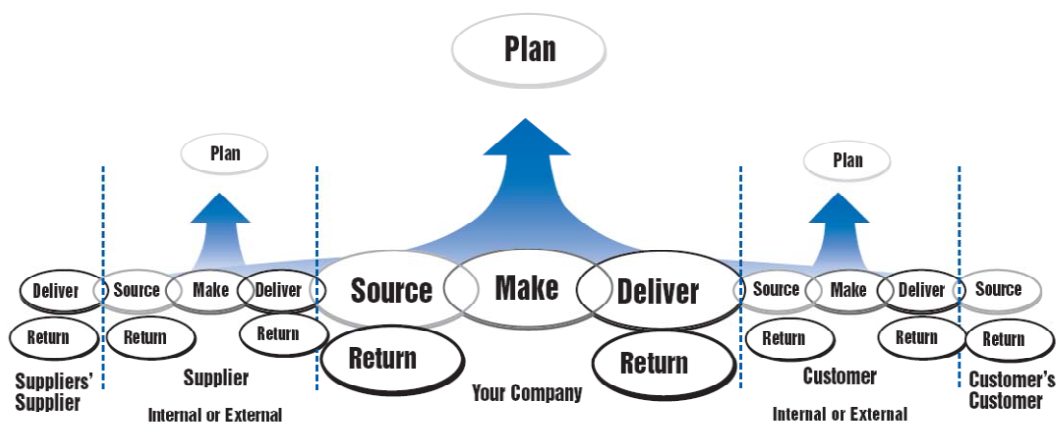 Plan
Plan
Plan
Deliver
Source
Make
Deliver
Source
Make
Deliver
Source
Make
Deliver
Source
Return
Return
Return
Return
Return
Return
Return
Return
Suppliers'
Supplier
Supplier
Internal or External
Your Company
Customer
Internal or External
Customer's
Customer